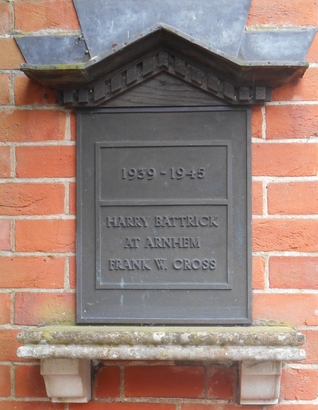 1939-1945
HARRY BATTRICK
AT ARNHEM
FRANK W. CROSS